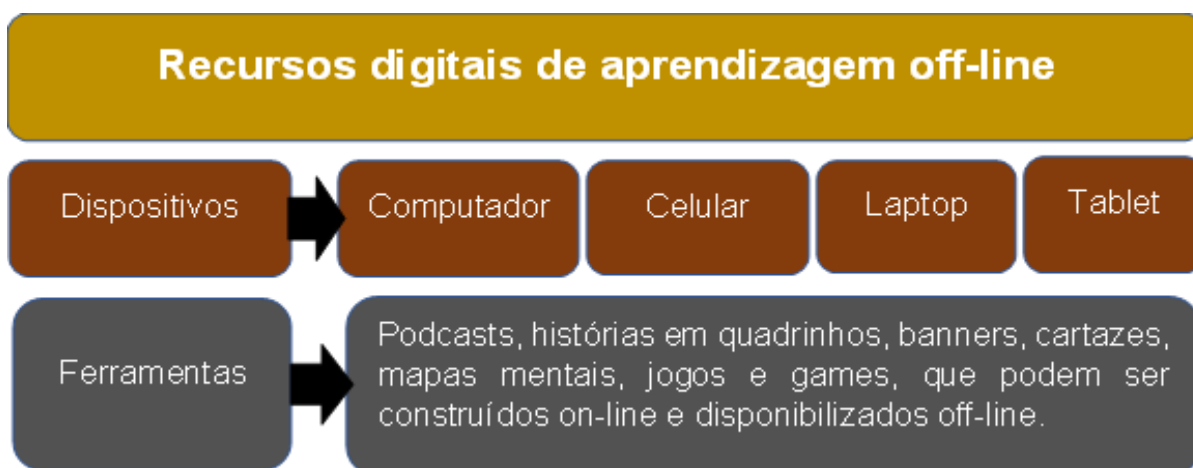 Recursos digitais de aprendizagem off-line
Dispositivos
Computador
Celular
Laptop
Tablet
Ferramentas
Podcasts, histórias em quadrinhos, banners, cartazes,
mapas mentais, jogos e games, que podem ser
construídos on-line e disponibilizados off-line.